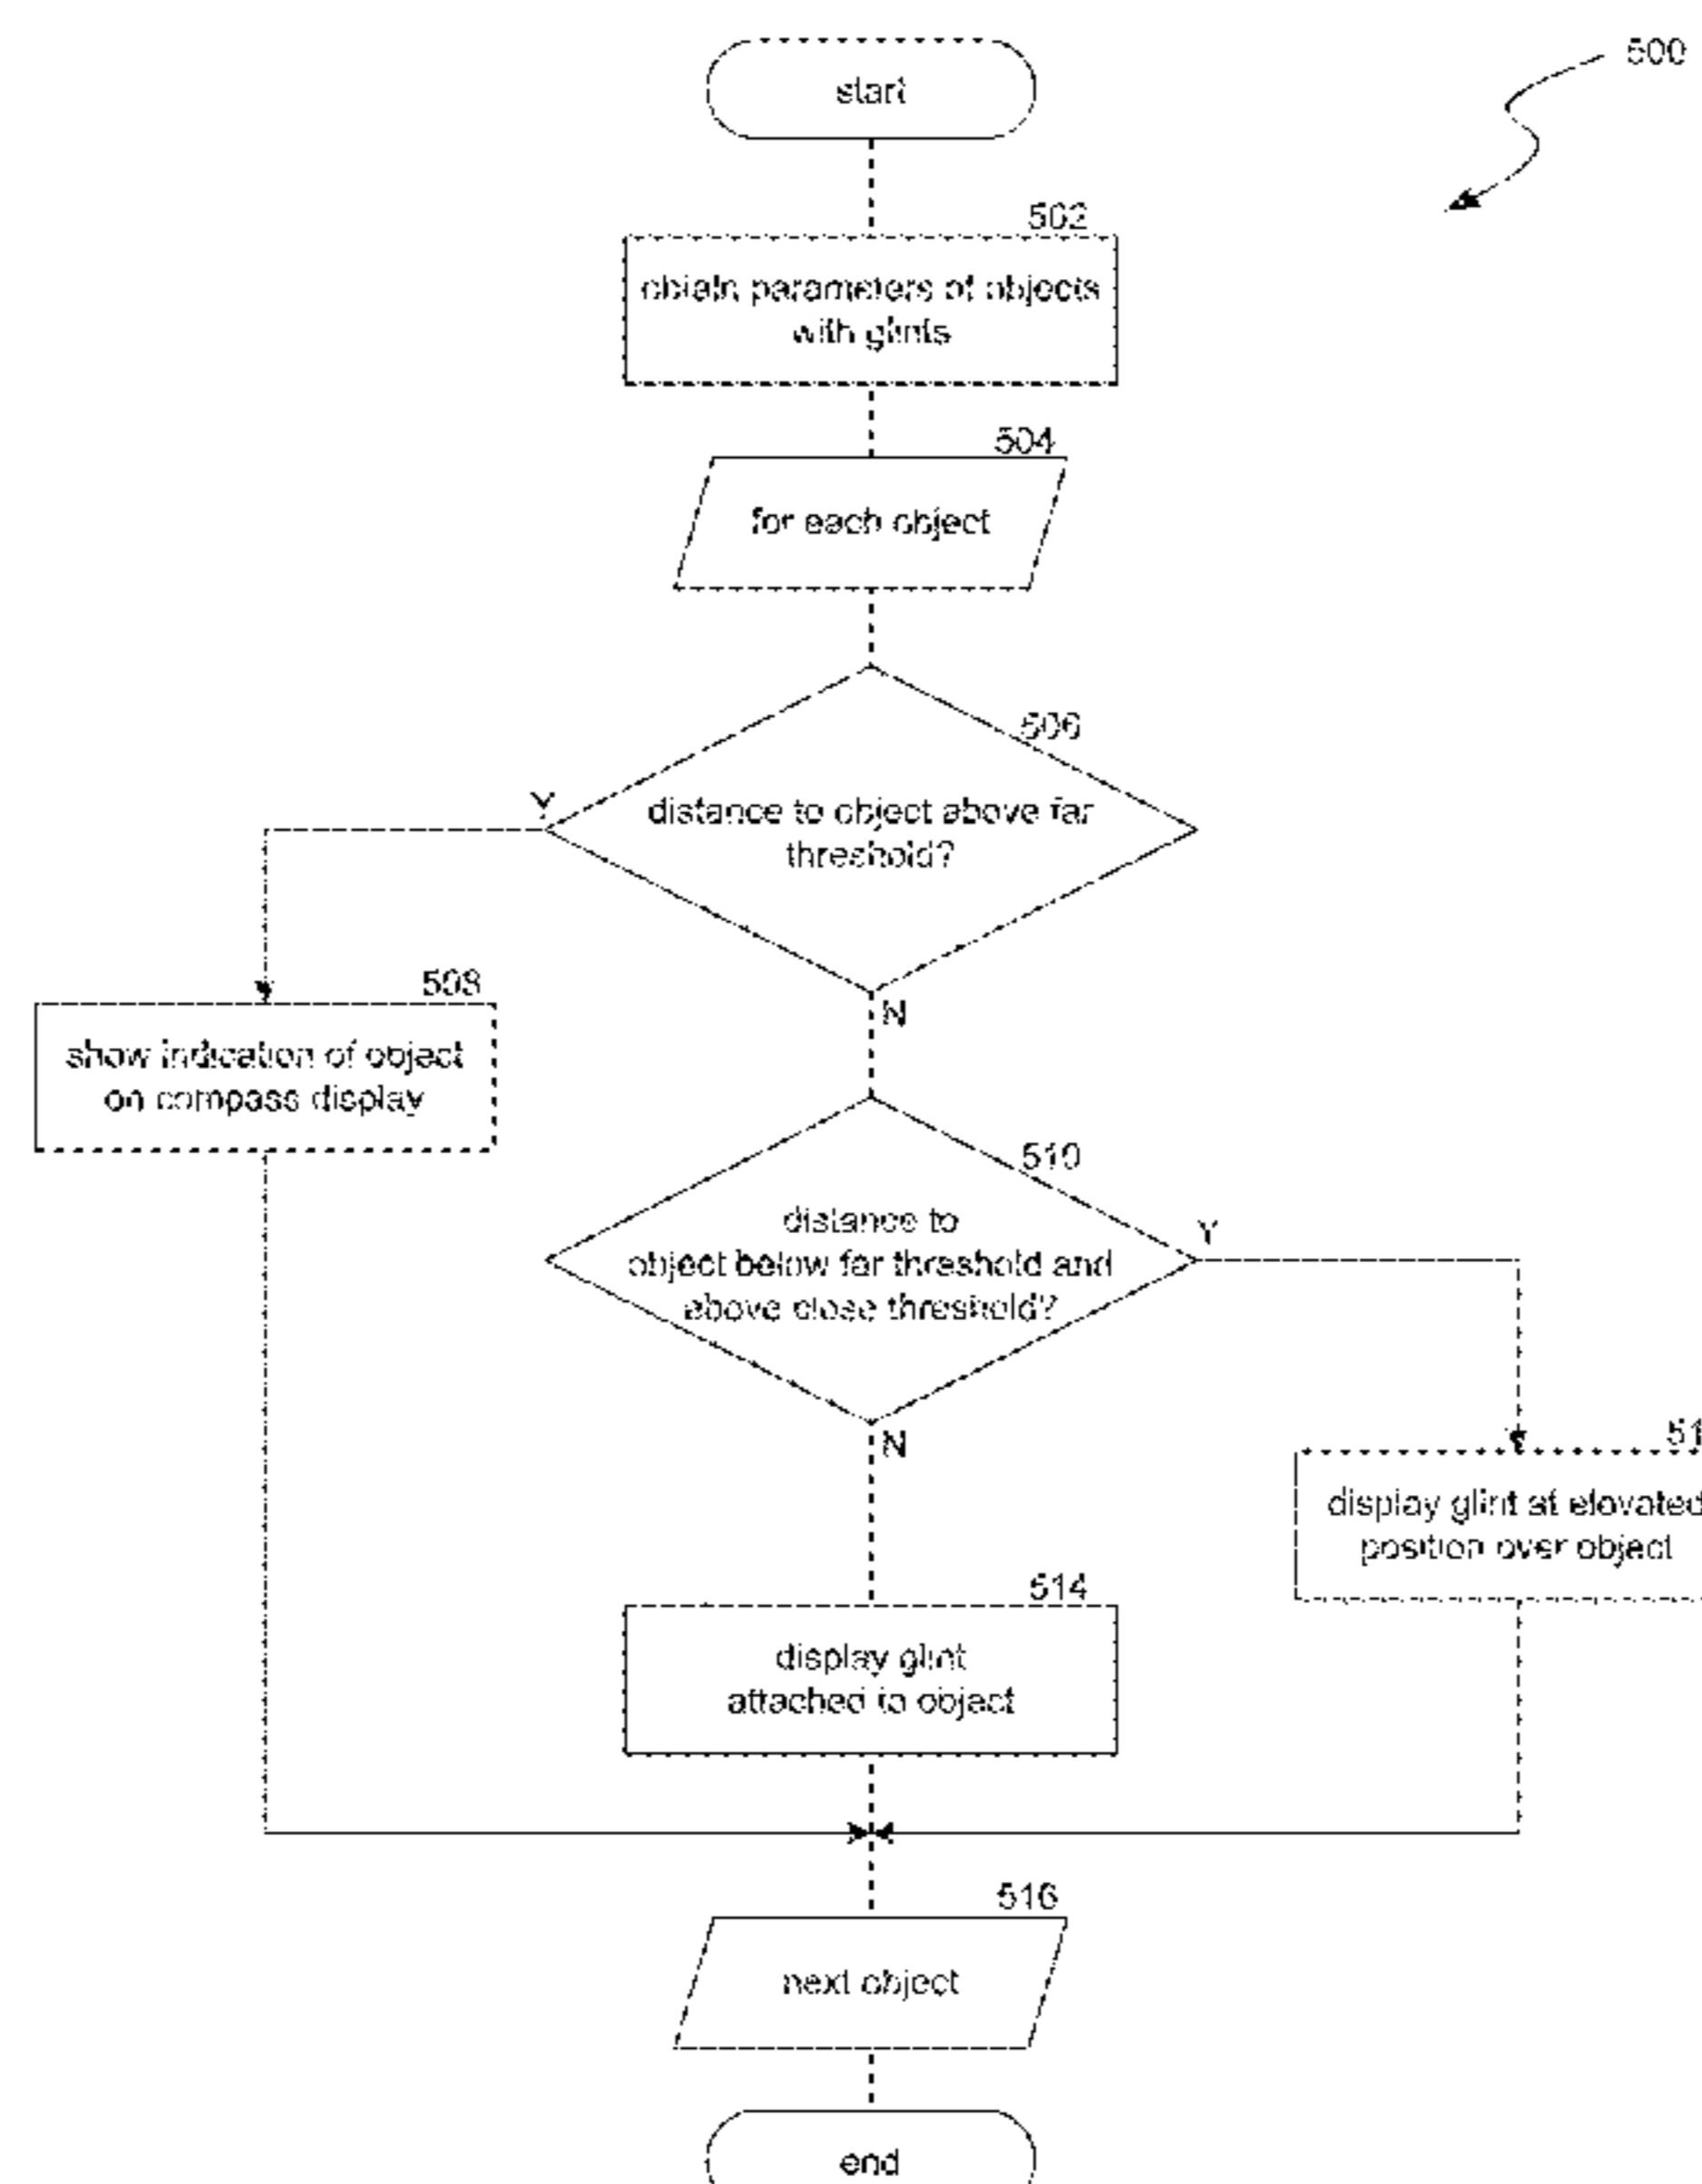 start
500
502
obtain parameters of objects
with glints
504
for each object
506
distance to object above far
threshold?
Y
N
508
show indication of object
on compass display
510
distance to
object below far threshold and
above close threshold?
Y
N
51
display glint at elevated
position over object
514
display glint
attached to object
516
next object
end